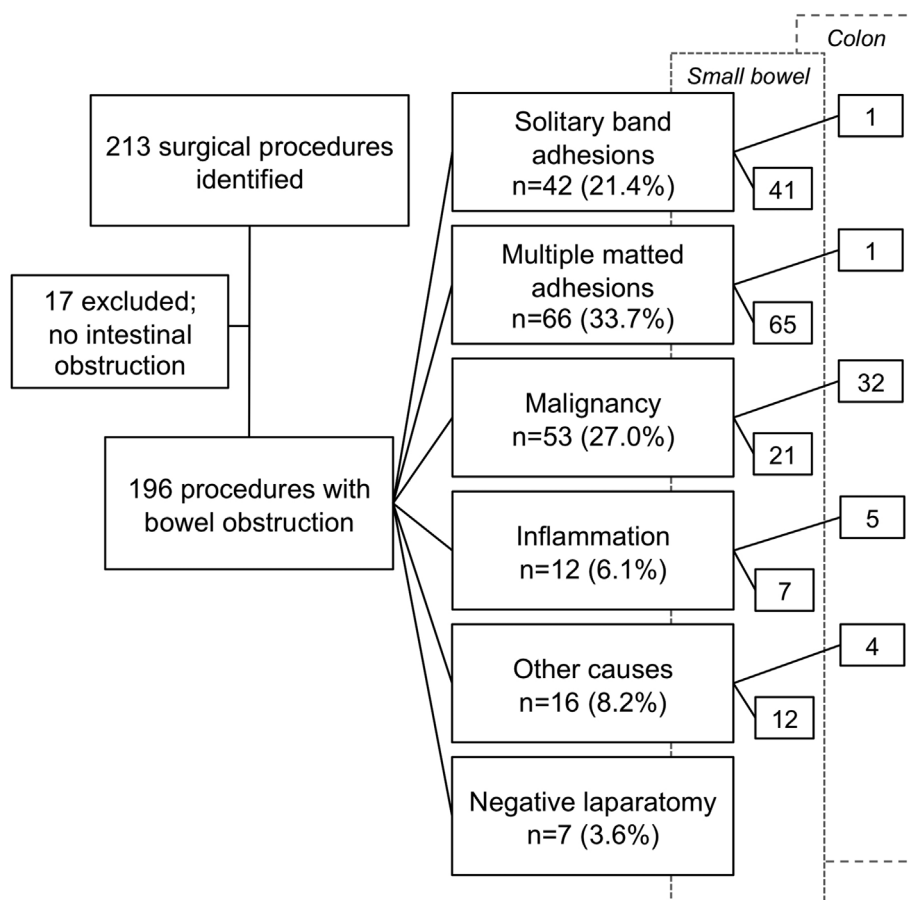 Colon
Small bowel
213 surgical procedures
identified
17 excluded;
no intestinal
obstruction
196 procedures with
bowel obstruction
Solitary band
adhesions
n=42 (21.4%)
1
41
Multiple matted
adhesions
n=66 (33.7%)
1
65
Malignancy
n=53 (27.0%)
32
21
Inflammation
n=12 (6.1%)
5
7
Other causes
n=16 (8.2%)
4
12
Negative laparatomy
n=7 (3.6%)